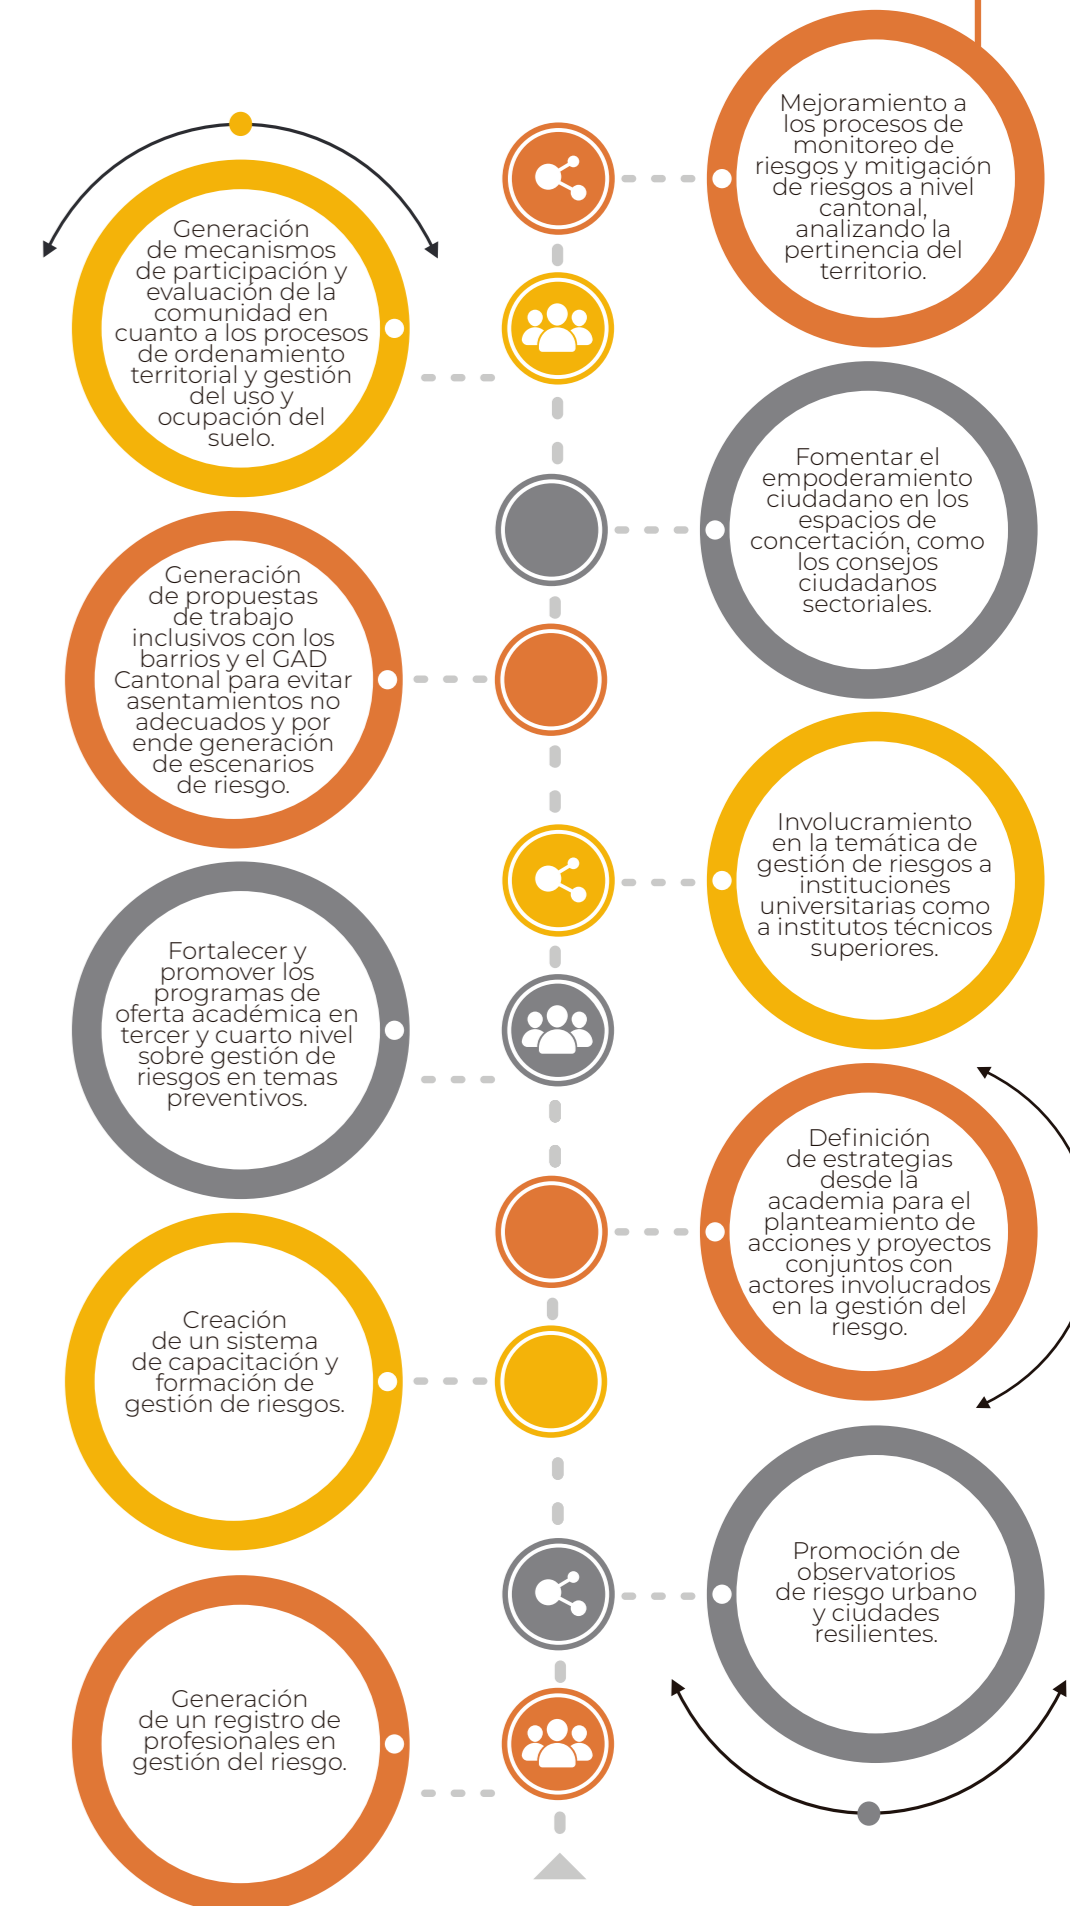 Mejoramiento a
los procesos de
monitoreo de
riesgos y mitigación
de riesgos a nivel
cantonal,
analizando la
pertinencia del
territorio.
Generación
de mecanismos
de participación y
evaluación de la
comunidad en
cuanto a los procesos
de ordenamiento
territorial y gestión
del uso y
ocupación del
suelo.
Fomentar el
empoderamiento
ciudadano en los
espacios de
concertación, como
los consejos
ciudadanos
sectoriales.
Generación
de propuestas
de trabajo
inclusivos con los
barrios y el GAD
Cantonal para evitar
asentamientos no
adecuados y por
ende generación
de escenarios
de riesgo.
Involucramiento
en la temática de
gestión de riesgos a
instituciones
universitarias como
a institutos técnicos
superiores.
Fortalecer y
promover los
programas de
oferta académica en
tercer y cuarto nivel
sobre gestión de
riesgos en temas
preventivos.
Definición
de estrategias
desde la
academia para el
planteamiento de
acciones y proyectos
conjuntos con
actores involucrados
en la gestión del
riesgo.
Creación
de un sistema
de capacitación y
formación de
gestión de riesgos.
Promoción de
observatorios
de riesgo urbano
y ciudades
resilientes.
Generación
de un registro de
profesionales en
gestión del riesgo.